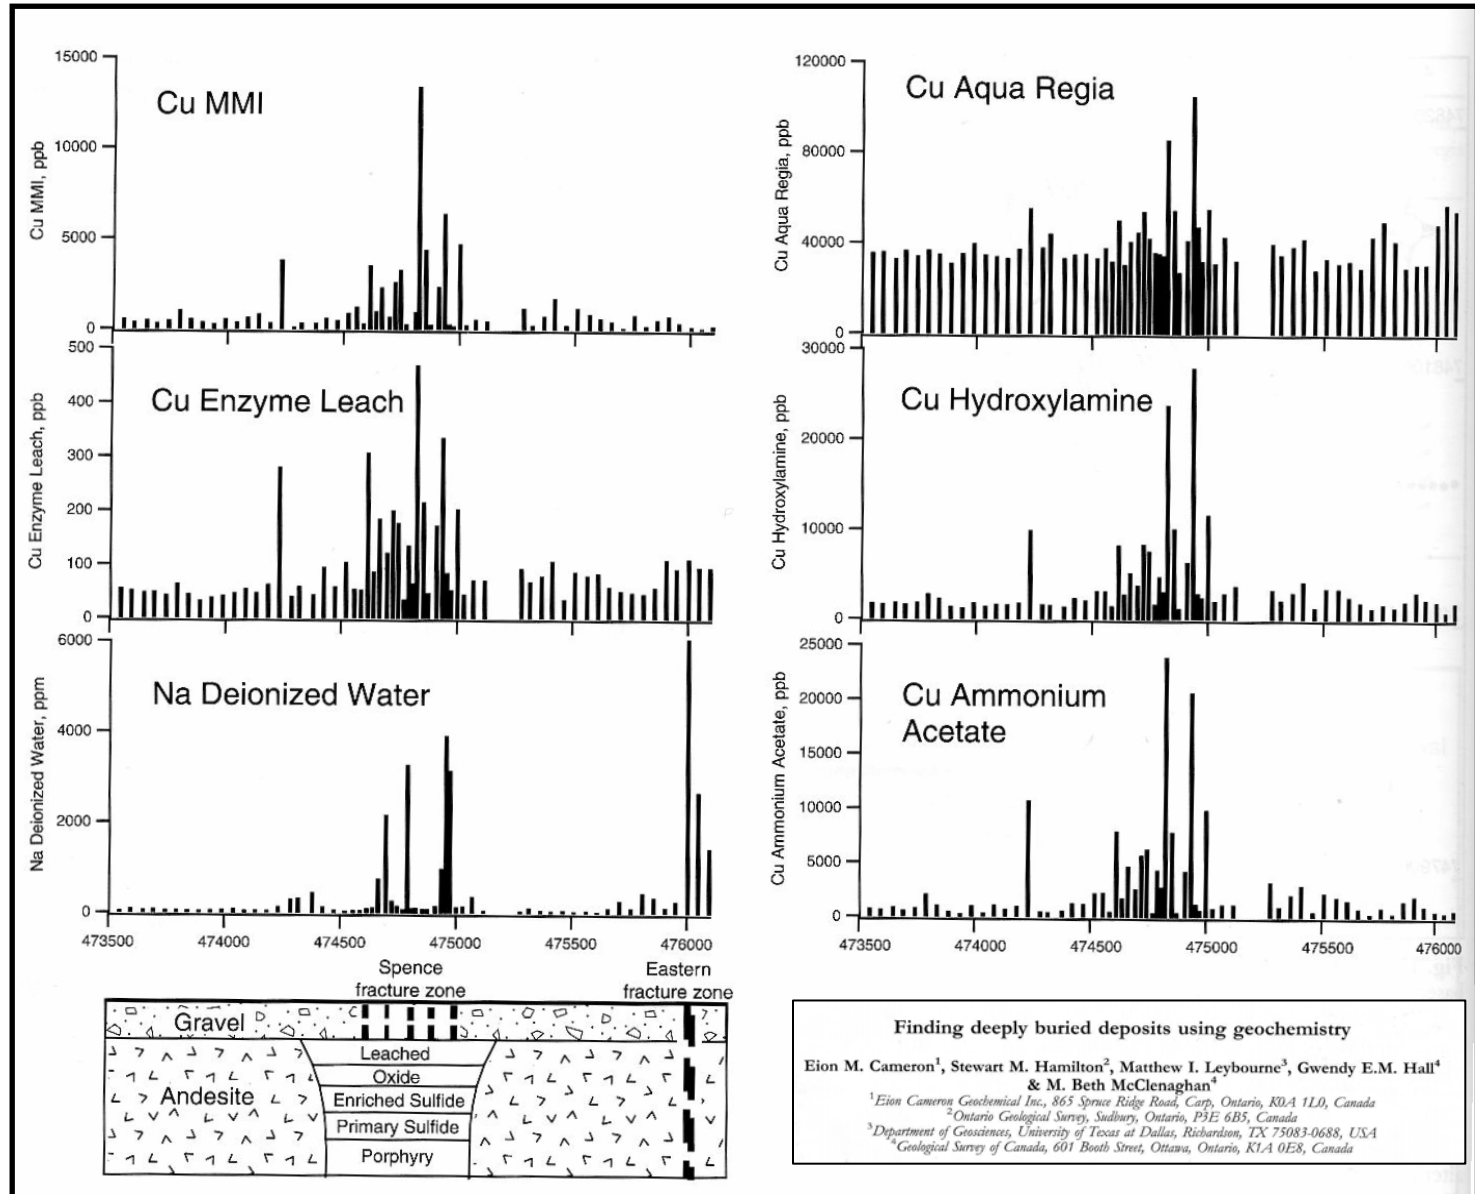 15000
Cu MMI
10000
Cu MMI, ppb
5000
0
500
Cu Enzyme Leach
400
300
Cu Enzyme Leach, ppb
200
100
0
6000
Na Deionized Water
4000
Na Deionized Water, ppm
2000
0
473500 474000 474500 475000 475500 476000
120000
Cu Aqua Regia
80000
Cu Aqua Regia, ppb
40000
0
30000
Cu Hydroxylamine
20000
Cu Hydroxylamine, ppb
10000
0
25000
Cu Ammonium
Acetate
20000
15000
Cu Ammonium Acetate, ppb
10000
5000
0
473500 474000 474500 475000 475500 476000
Spence
fracture zone
Eastern
fracture zone
Gravel
Leached
Oxide
Andesite
Enriched Sulfide
Primary Sulfide
Porphyry
Finding deeply buried deposits using geochemistry
Eion M. Cameron1, Stewart M. Hamilton2, Matthew I. Leybourne3, Gwendy E.M. Hall4
& M. Beth McClenaghan4
1Eion Cameron Geochemical Inc., 865 Spruce Ridge Road, Carp, Ontario, K0A 1L0, Canada
2Ontario Geological Survey, Sudbury, Ontario, P3E 6B5, Canada
3Department of Geosciences, University of Texas at Dallas, Richardson, TX 75083-0688, USA
4Geological Survey of Canada, 601 Booth Street, Ottawa, Ontario, K1A 0E8, Canada